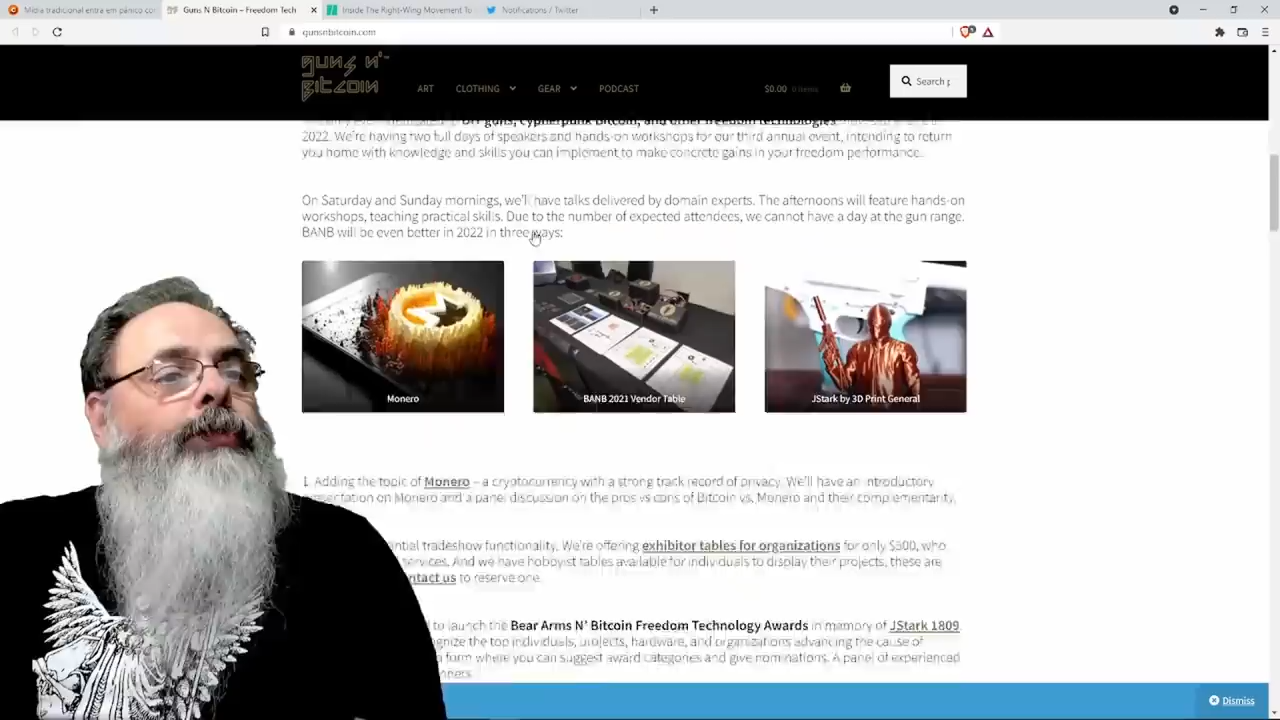 Mídia tradicional entra em pânico cor
Guns N Bitcoin – Freedom Tech
Inside The Right-Wing Movement To
Notifications / Twitter
gunsnbitcoin.com
guns n'
bitcoin
ART
CLOTHING
GEAR
PODCAST
$0.00 0 items
Search p
DIY guns, cypherpunk Bitcoin, and other freedom technologies
2022. We're having two full days of speakers and hands-on workshops for our third annual event, intending to return
you home with knowledge and skills you can implement to make concrete gains in your freedom performance.
On Saturday and Sunday mornings, we'll have talks delivered by domain experts. The afternoons will feature hands-on
workshops, teaching practical skills. Due to the number of expected attendees, we cannot have a day at the gun range.
BANB will be even better in 2022 in three ways:
Monero
BANB 2021 Vendor Table
JStark by 3D Print General
1. Adding the topic of Monero – a cryptocurrency with a strong track record of privacy. We'll have an introductory
presentation on Monero and a panel discussion on the pros vs cons of Bitcoin vs. Monero and their complementarity.
tradeshow functionality. We're offering exhibitor tables for organizations for only $300, who
services. And we have hobbyist tables available for individuals to display their projects, these are
ntact us to reserve one.
to launch the Bear Arms N' Bitcoin Freedom Technology Awards in memory of JStark 1809.
the top individuals, projects, hardware, and organizations advancing the cause of
a form where you can suggest award categories and give nominations. A panel of experienced
Dismiss